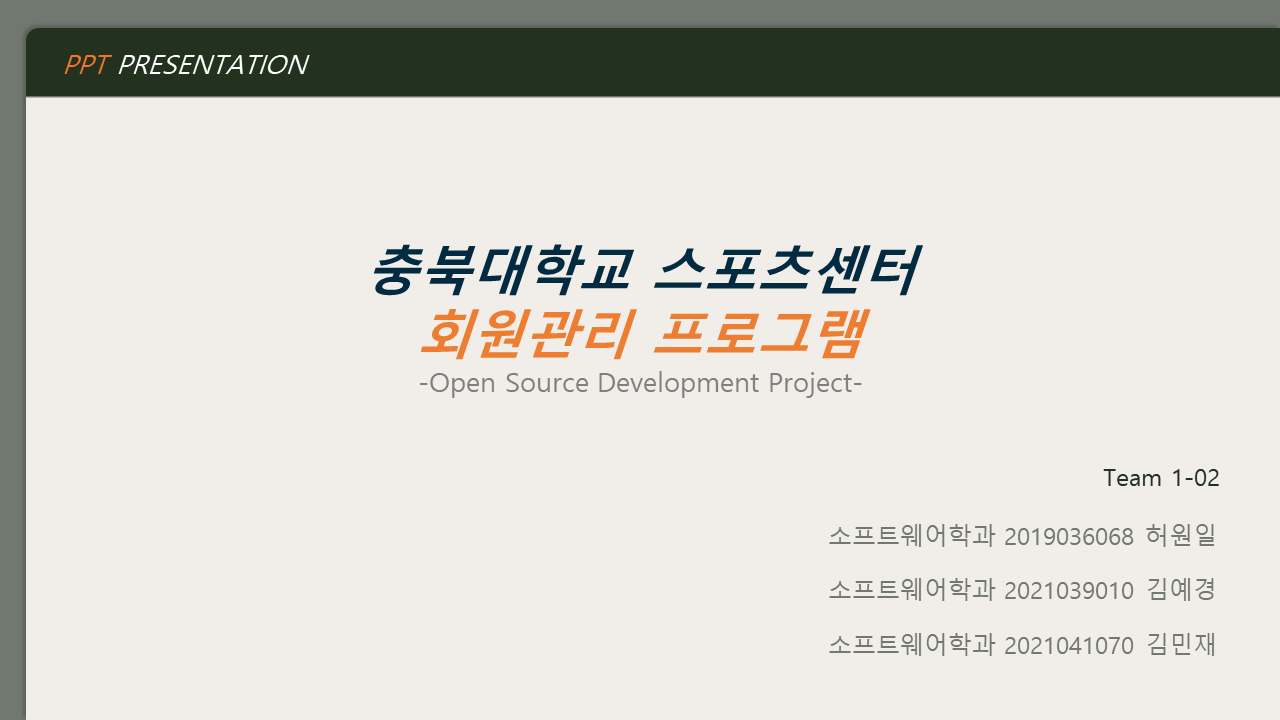 PPT PRESENTATION
충북대학교 스포츠센터
회원관리 프로그램
-Open Source Development Project-
Team 1-02
소프트웨어학과 2019036068 허원일
소프트웨어학과 2021039010 김예경
소프트웨어학과 2021041070 김민재